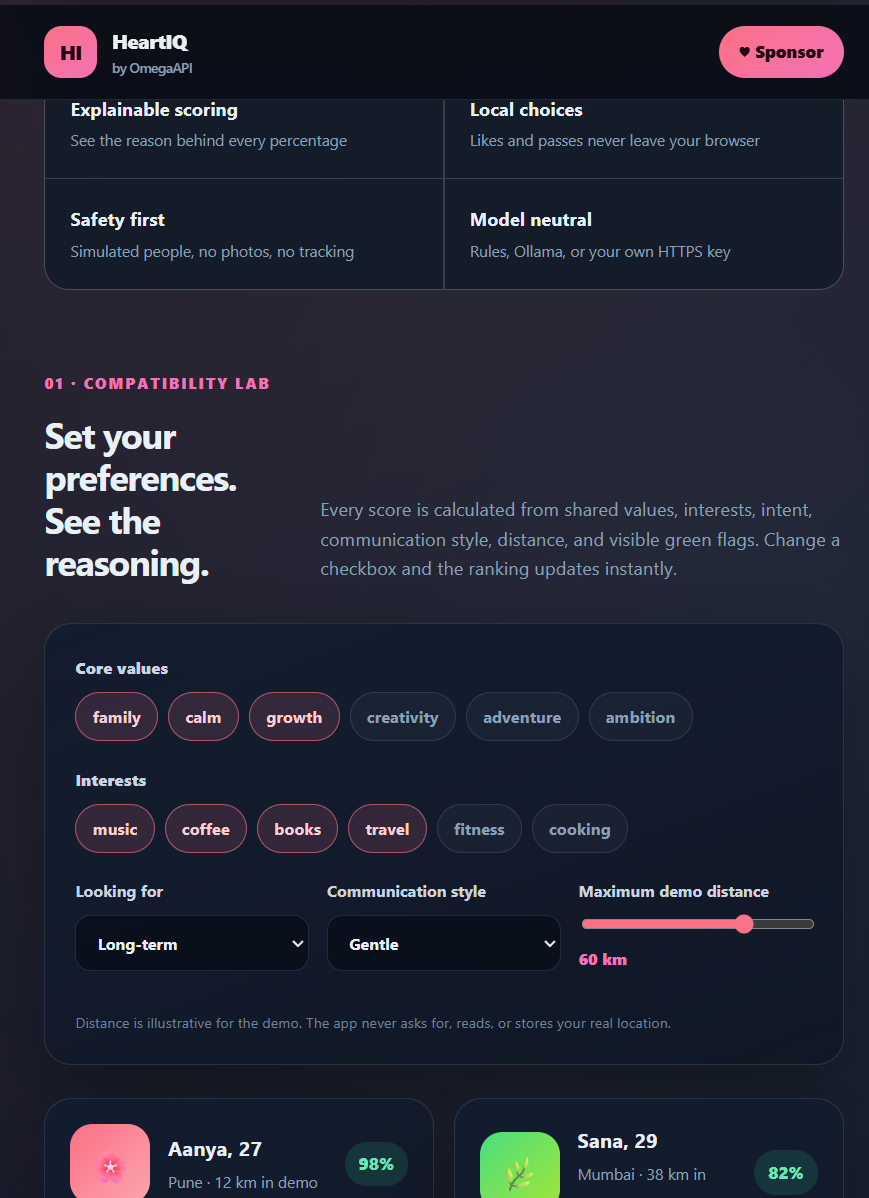 HI
HeartIQ
by OmegaAPI
♥ Sponsor
Explainable scoring
See the reason behind every percentage
Local choices
Likes and passes never leave your browser
Safety first
Simulated people, no photos, no tracking
Model neutral
Rules, Ollama, or your own HTTPS key
01 · COMPATIBILITY LAB
Set your
preferences.
See the
reasoning.
Every score is calculated from shared values, interests, intent,
communication style, distance, and visible green flags. Change a
checkbox and the ranking updates instantly.
Core values
family calm growth creativity adventure ambition
Interests
music coffee books travel fitness cooking
Looking for
Long-term
Communication style
Gentle
Maximum demo distance
60 km
Distance is illustrative for the demo. The app never asks for, reads, or stores your real location.
Aanya, 27
Pune · 12 km in demo
98%
Sana, 29
Mumbai · 38 km in
82%